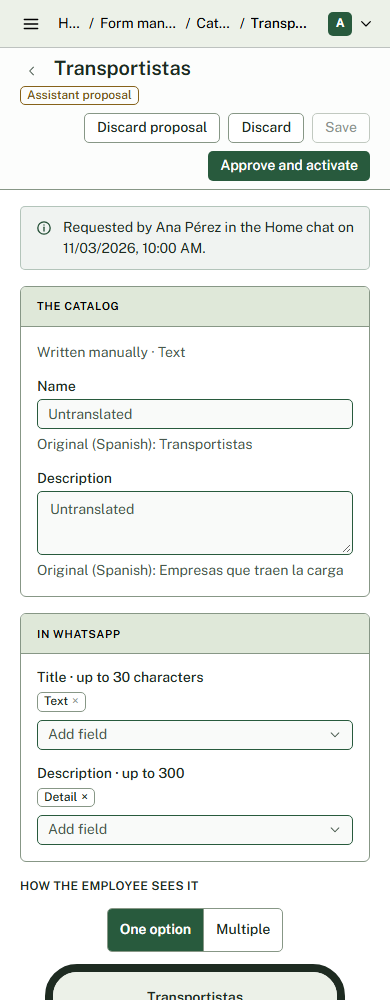 H... / Form man... / Cat... / Transp... A
Transportistas
Assistant proposal
Discard proposal Discard Save
Approve and activate
Requested by Ana Pérez in the Home chat on
11/03/2026, 10:00 AM.
THE CATALOG
Written manually · Text
Name
Untranslated
Original (Spanish): Transportistas
Description
Untranslated
Original (Spanish): Empresas que traen la carga
IN WHATSAPP
Title · up to 30 characters
Text ×
Add field
Description · up to 300
Detail ×
Add field
HOW THE EMPLOYEE SEES IT
One option Multiple
Transportistas